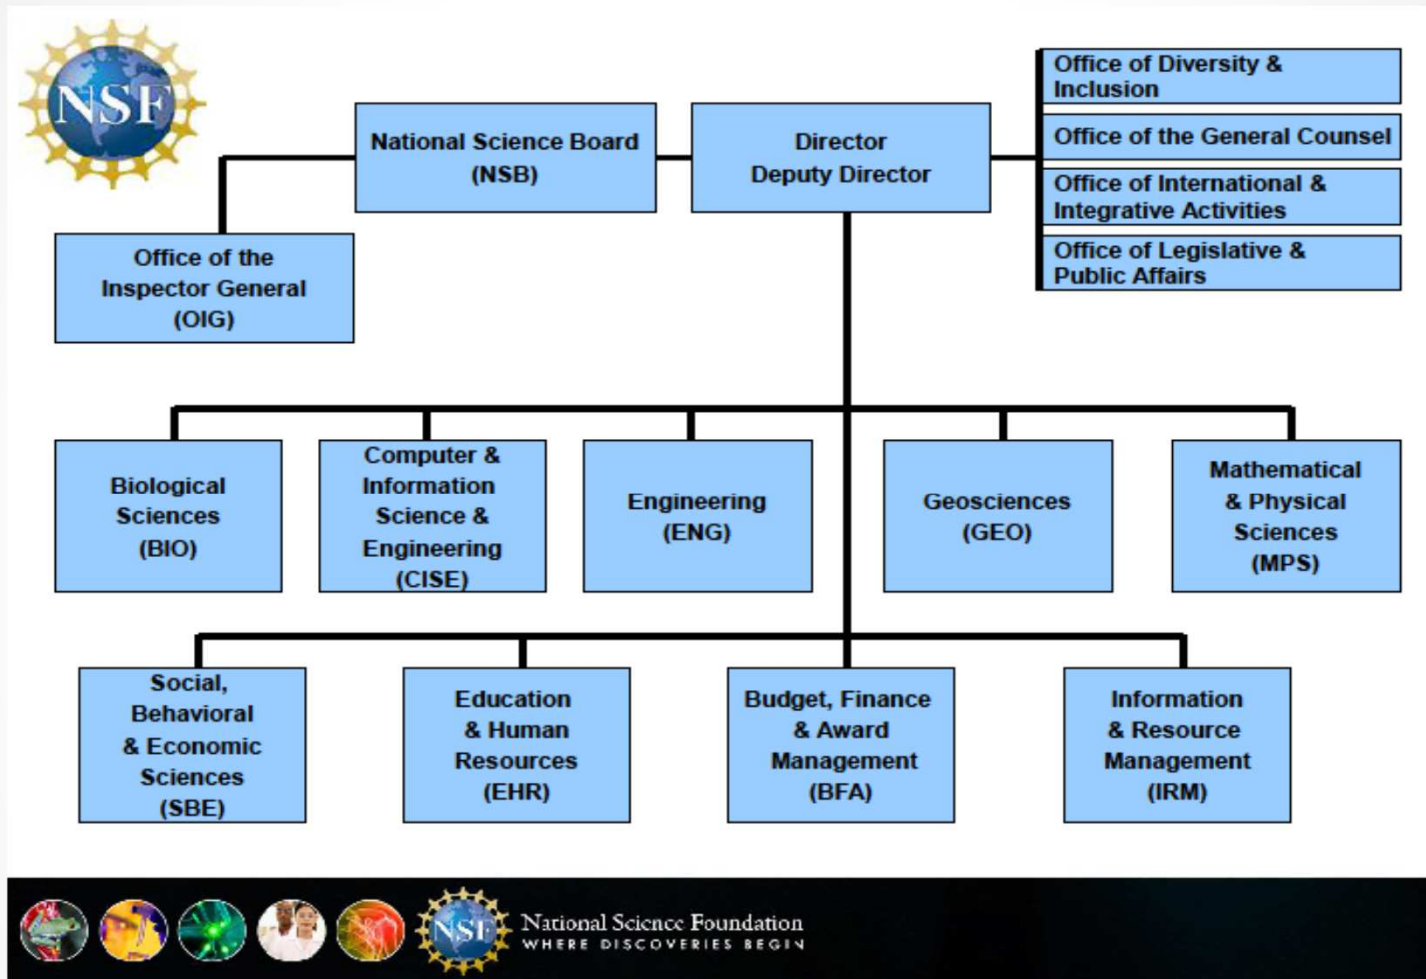 NSF
National Science Board
(NSB)
Director
Deputy Director
Office of Diversity &
Inclusion
Office of the General Counsel
Office of International &
Integrative Activities
Office of Legislative &
Public Affairs
Office of the
Inspector General
(OIG)
Biological
Sciences
(BIO)
Computer &
Information
Science &
Engineering
(CISE)
Engineering
(ENG)
Geosciences
(GEO)
Mathematical
& Physical
Sciences
(MPS)
Social,
Behavioral
& Economic
Sciences
(SBE)
Education
& Human
Resources
(EHR)
Budget, Finance
& Award
Management
(BFA)
Information
& Resource
Management
(IRM)
NSF
National Science Foundation
WHERE DISCOVERIES BEGIN